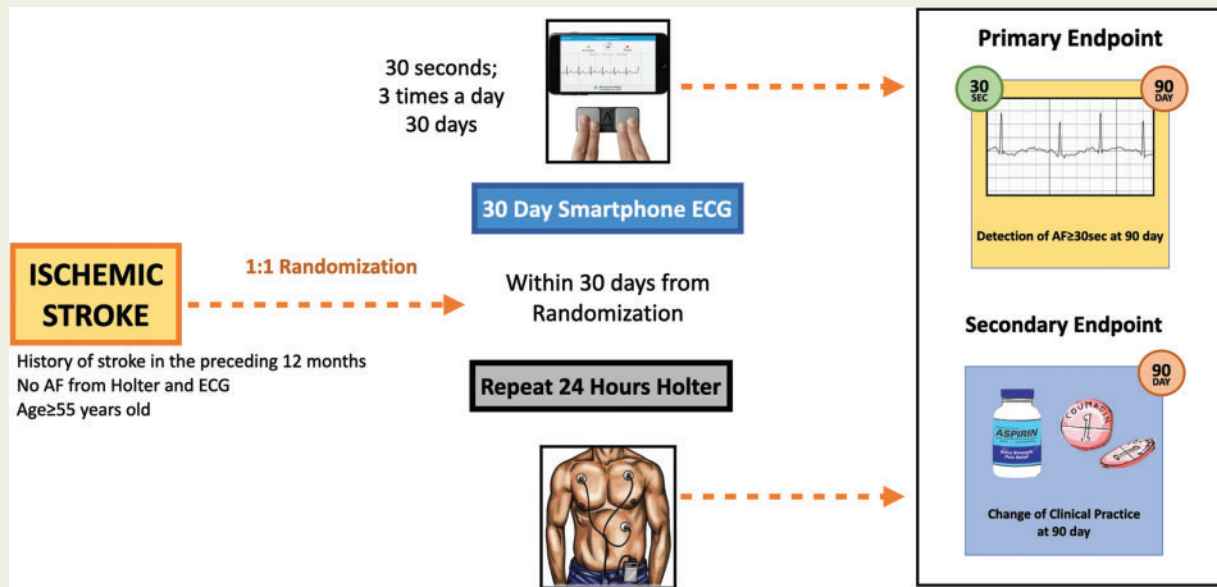 30 seconds;
3 times a day
30 days
30 Day Smartphone ECG
ISCHEMIC
STROKE
1:1 Randomization
Within 30 days from
Randomization
History of stroke in the preceding 12 months
No AF from Holter and ECG
Age≥55 years old
Repeat 24 Hours Holter
Primary Endpoint
30
SEC
90
DAY
Detection of AF≥30sec at 90 day
Secondary Endpoint
90
DAY
ASPIRIN
COUMADIN
1
Change of Clinical Practice
at 90 day